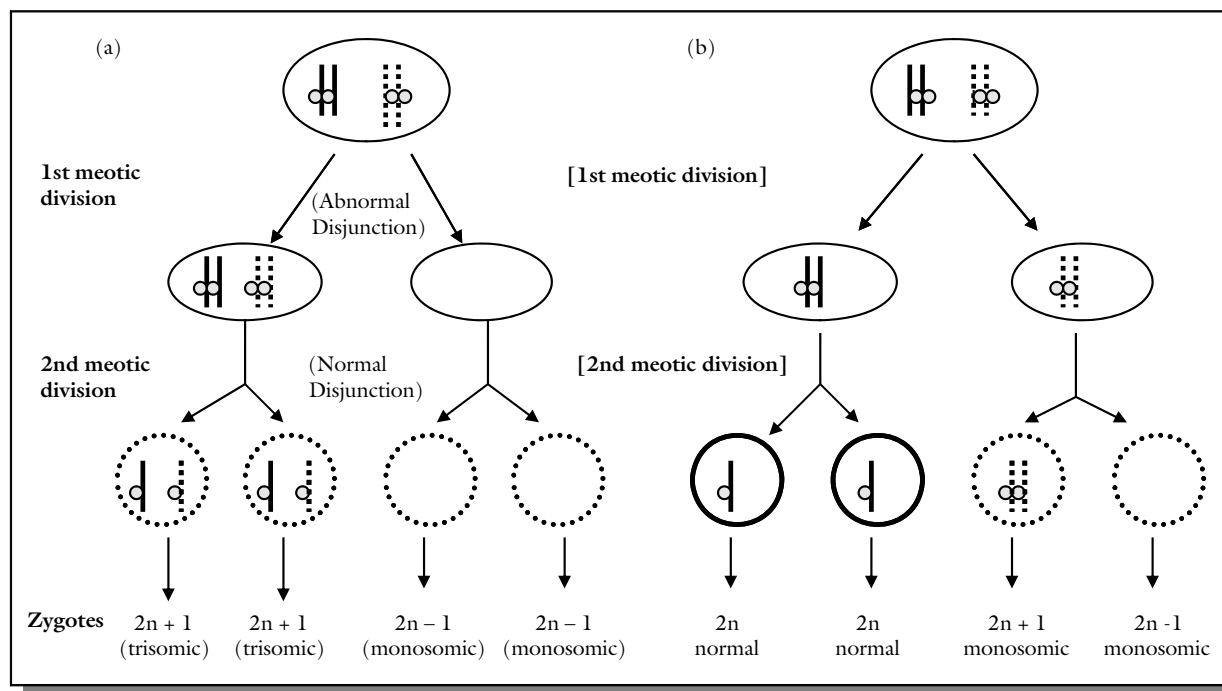 (a)
(b)
1st meotic
division
(Abnormal
Disjunction)
[1st meotic division]
2nd meotic
division
(Normal
Disjunction)
[2nd meotic division]
Zygotes
2n + 1
(trisomic)
2n + 1
(trisomic)
2n – 1
(monosomic)
2n – 1
(monosomic)
2n
normal
2n
normal
2n + 1
monosomic
2n -1
monosomic